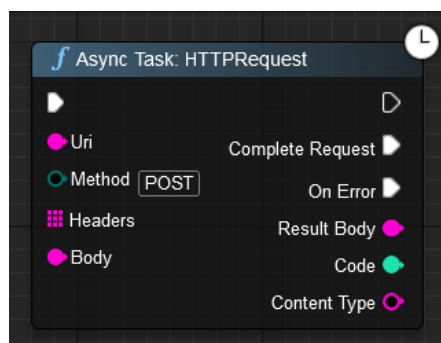 Async Task: HTTPRequest
Uri
Complete Request
Method POST
On Error
Headers
Result Body
Body
Code
Content Type